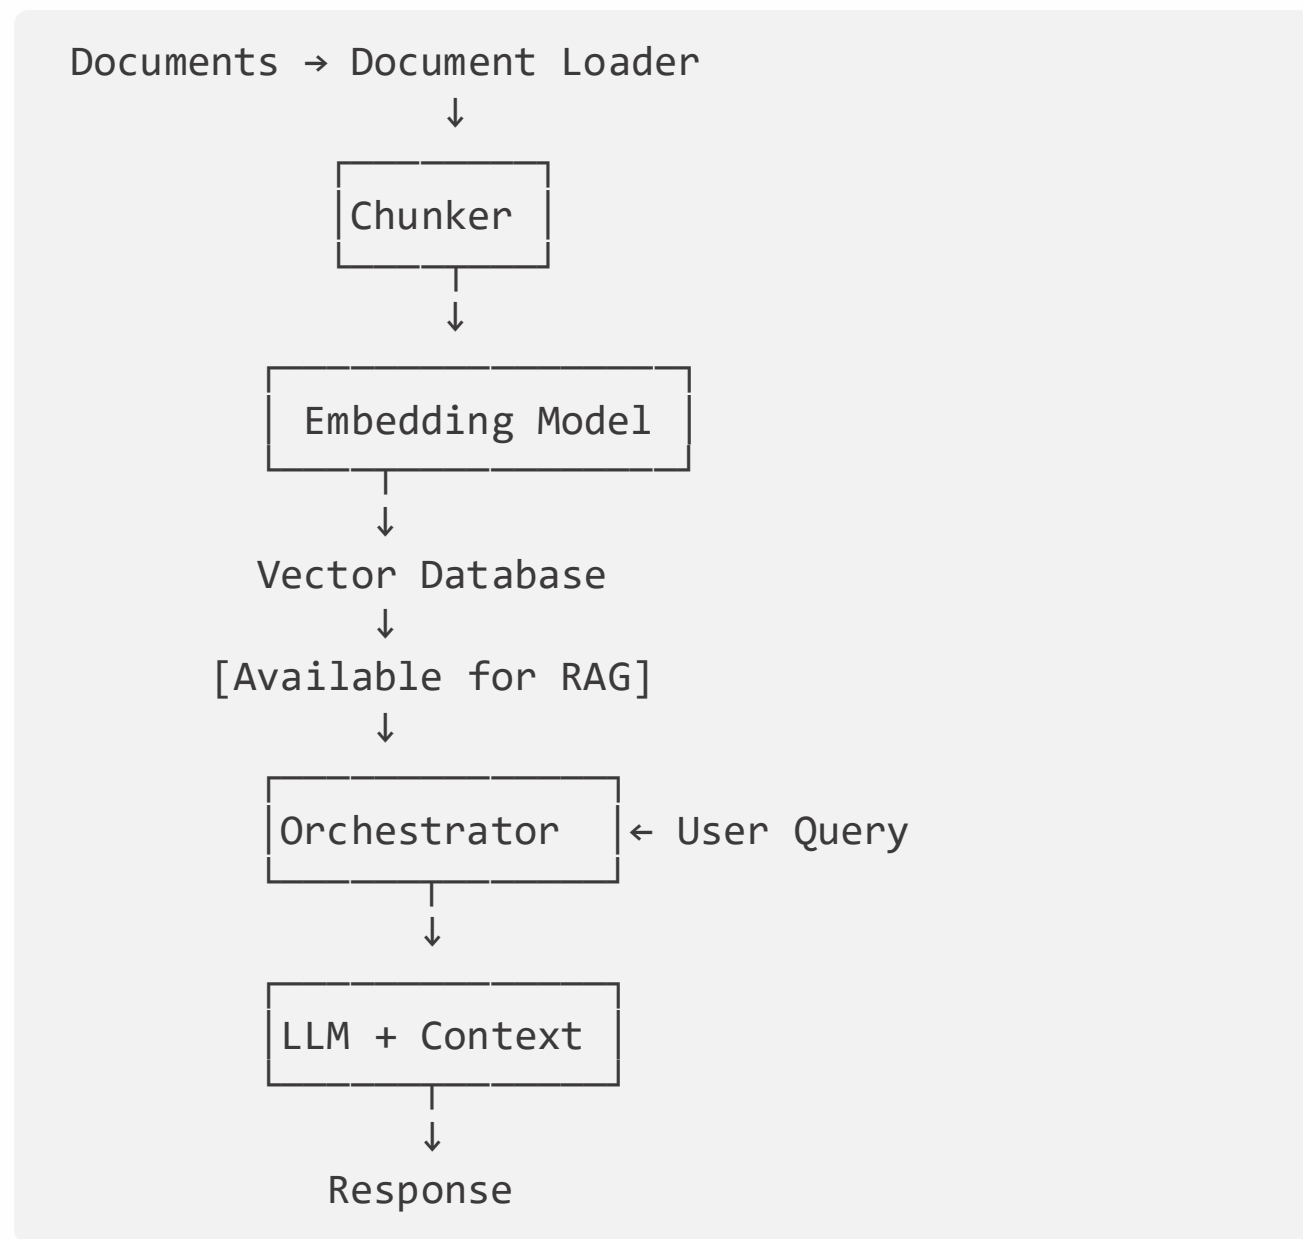 Documents → Document Loader
↓
Chunker
↓
Embedding Model
↓
Vector Database
↓
[Available for RAG]
↓
Orchestrator ← User Query
↓
LLM + Context
↓
Response